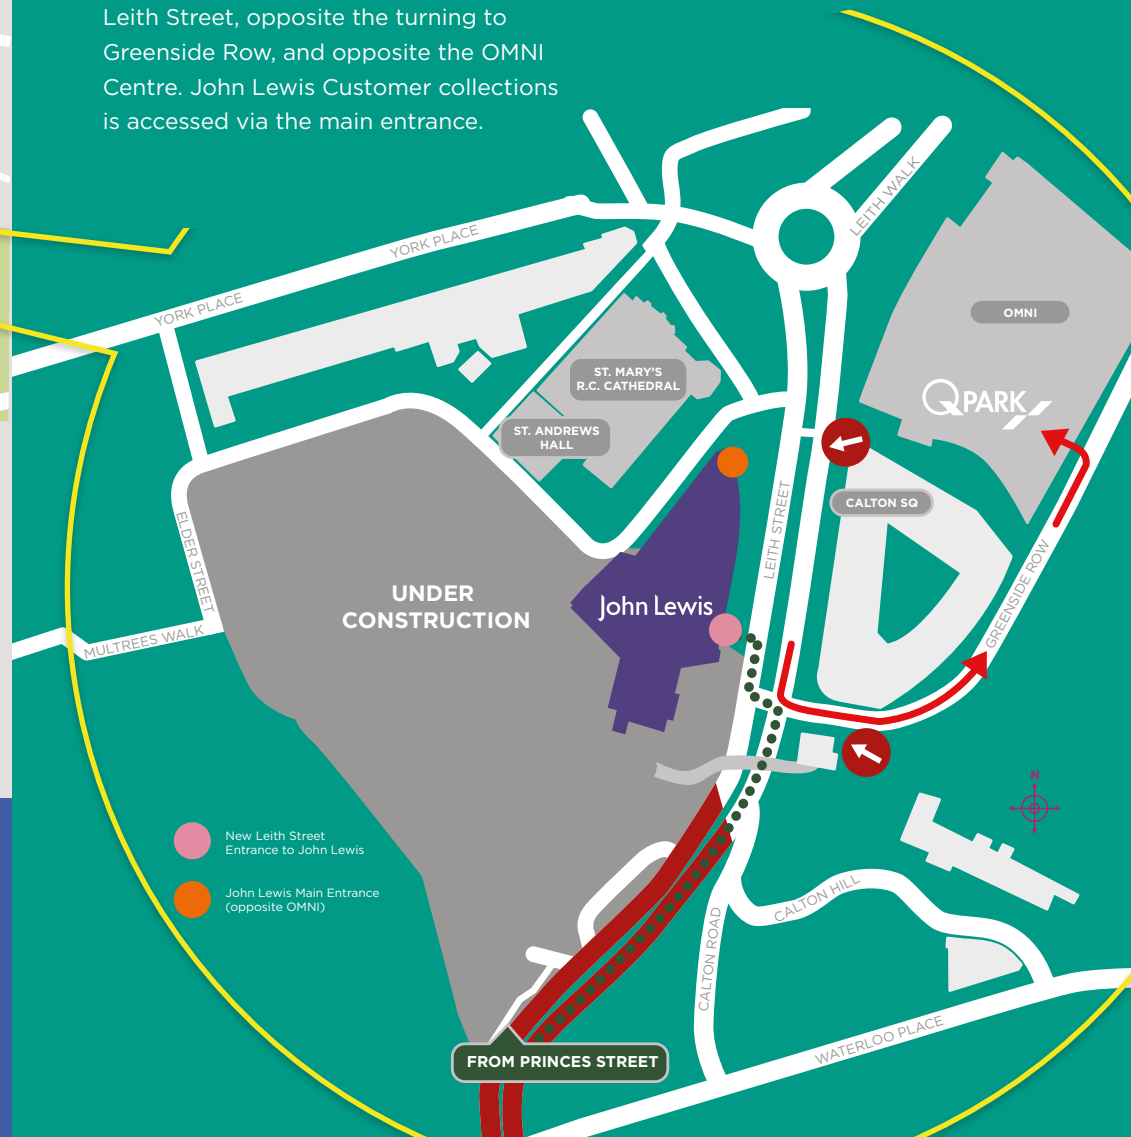 Leith Street, opposite the turning to
Greenside Row, and opposite the OMNI
Centre. John Lewis Customer collections
is accessed via the main entrance.
LEITH WALK
YORK PLACE
YORK PLACE
OMNI
ST. MARY'S
R.C. CATHEDRAL
Q PARK
ST. ANDREWS
HALL
CALTON SQ
LEITH STREET
ELDER STREET
UNDER
CONSTRUCTION
John Lewis
GREENSIDE ROW
MULTREES WALK
N
New Leith Street
Entrance to John Lewis
John Lewis Main Entrance
(opposite OMNI)
CALTON HILL
CALTON ROAD
WATERLOO PLACE
FROM PRINCES STREET